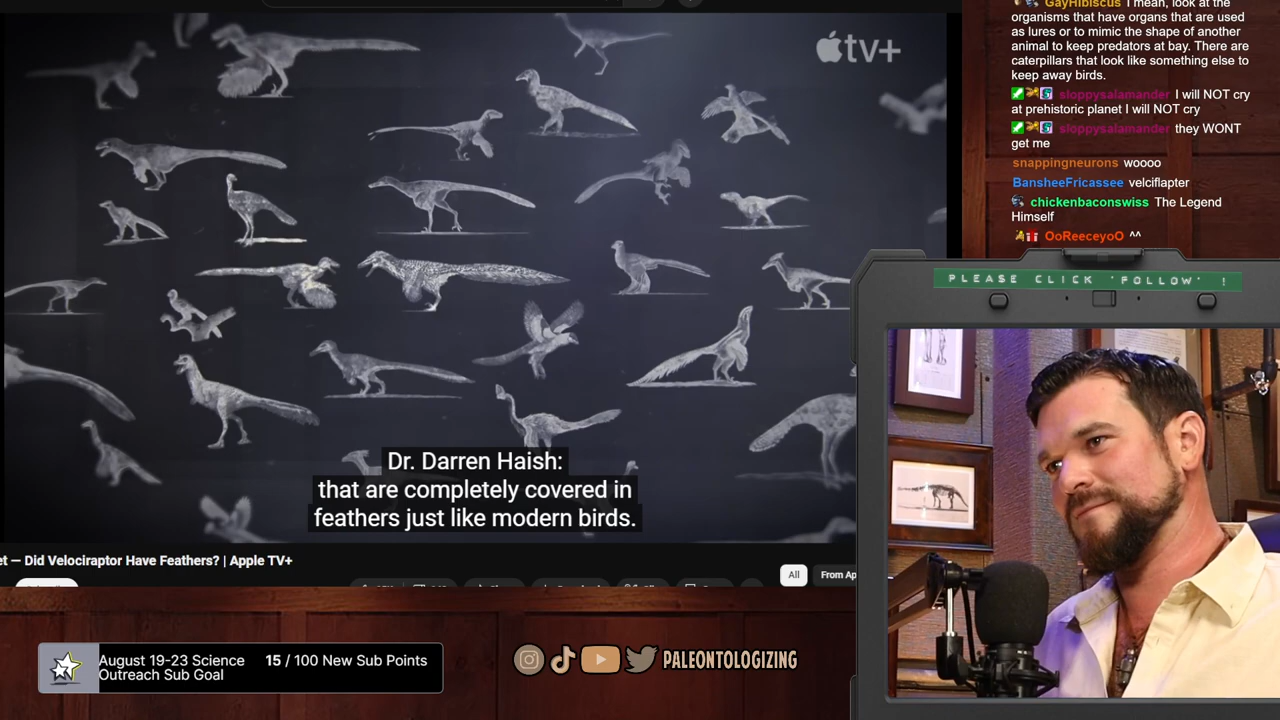 tv+
Dr. Darren Haish:
that are completely covered in
feathers just like modern birds.
et — Did Velociraptor Have Feathers? | Apple TV+
All
From Ap
August 19-23 Science
Outreach Sub Goal
15 / 100 New Sub Points
PALEONTOLOGIZING
GayHibiscus I mean, look at the
organisms that have organs that are used
as lures or to mimic the shape of another
animal to keep predators at bay. There are
caterpillars that look like something else to
keep away birds.
sloppysalamander I will NOT cry
at prehistoric planet I will NOT cry
sloppysalamander they WONT
get me
snappingneurons woooo
BansheeFricassee velciflapter
chickenbaconswiss The Legend
Himself
OoReeceyoO ^^
PLEASE CLICK 'FOLLOW' !